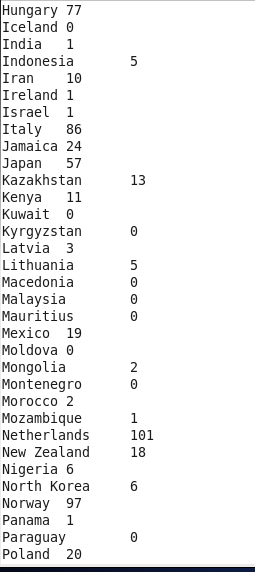 Hungary 77
Iceland 0
India 1
Indonesia 5
Iran 10
Ireland 1
Israel 1
Italy 86
Jamaica 24
Japan 57
Kazakhstan 13
Kenya 11
Kuwait 0
Kyrgyzstan 0
Latvia 3
Lithuania 5
Macedonia 0
Malaysia 0
Mauritius 0
Mexico 19
Moldova 0
Mongolia 2
Montenegro 0
Morocco 2
Mozambique 1
Netherlands 101
New Zealand 18
Nigeria 6
North Korea 6
Norway 97
Panama 1
Paraguay 0
Poland 20